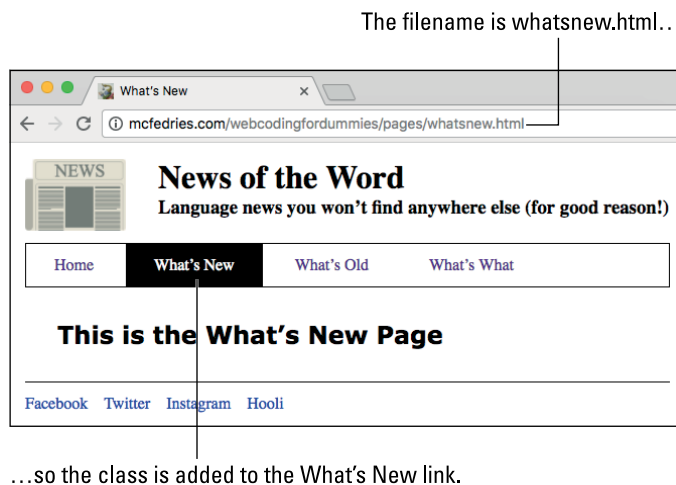 The filename is whatsnew.html..
What's New
mcfedries.com/webcodingfordummies/pages/whatsnew.html
NEWS
News of the Word
Language news you won't find anywhere else (for good reason!)
Home What's New What's Old What's What
This is the What's New Page
Facebook Twitter Instagram Hooli
...so the class is added to the What's New link.